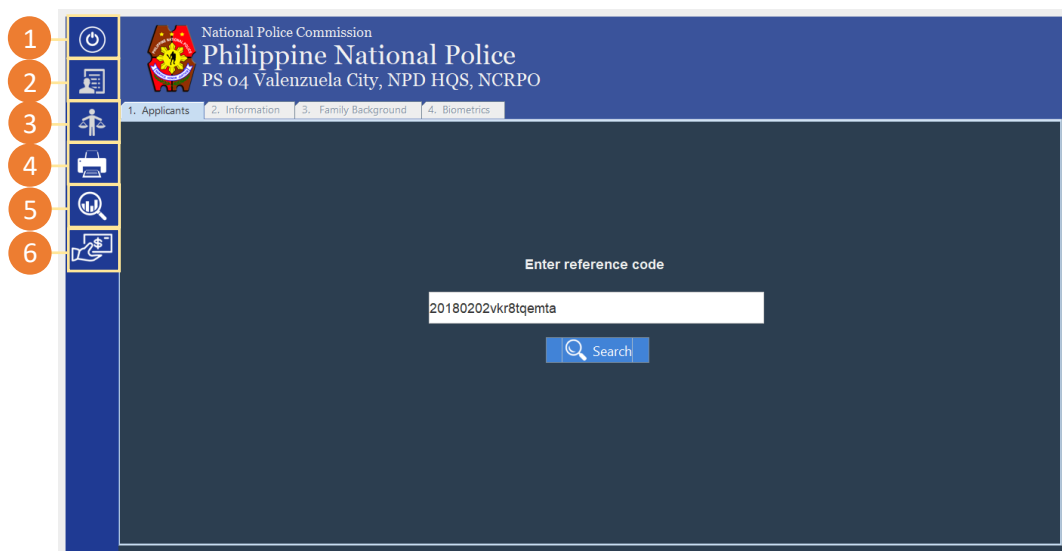 1
2
3
4
5
6
National Police Commission
Philippine National Police
PS 04 Valenzuela City, NPD HQS, NCRPO
1. Applicants 2. Information 3. Family Background 4. Biometrics
Enter reference code
20180202vkr8tqemta
Search